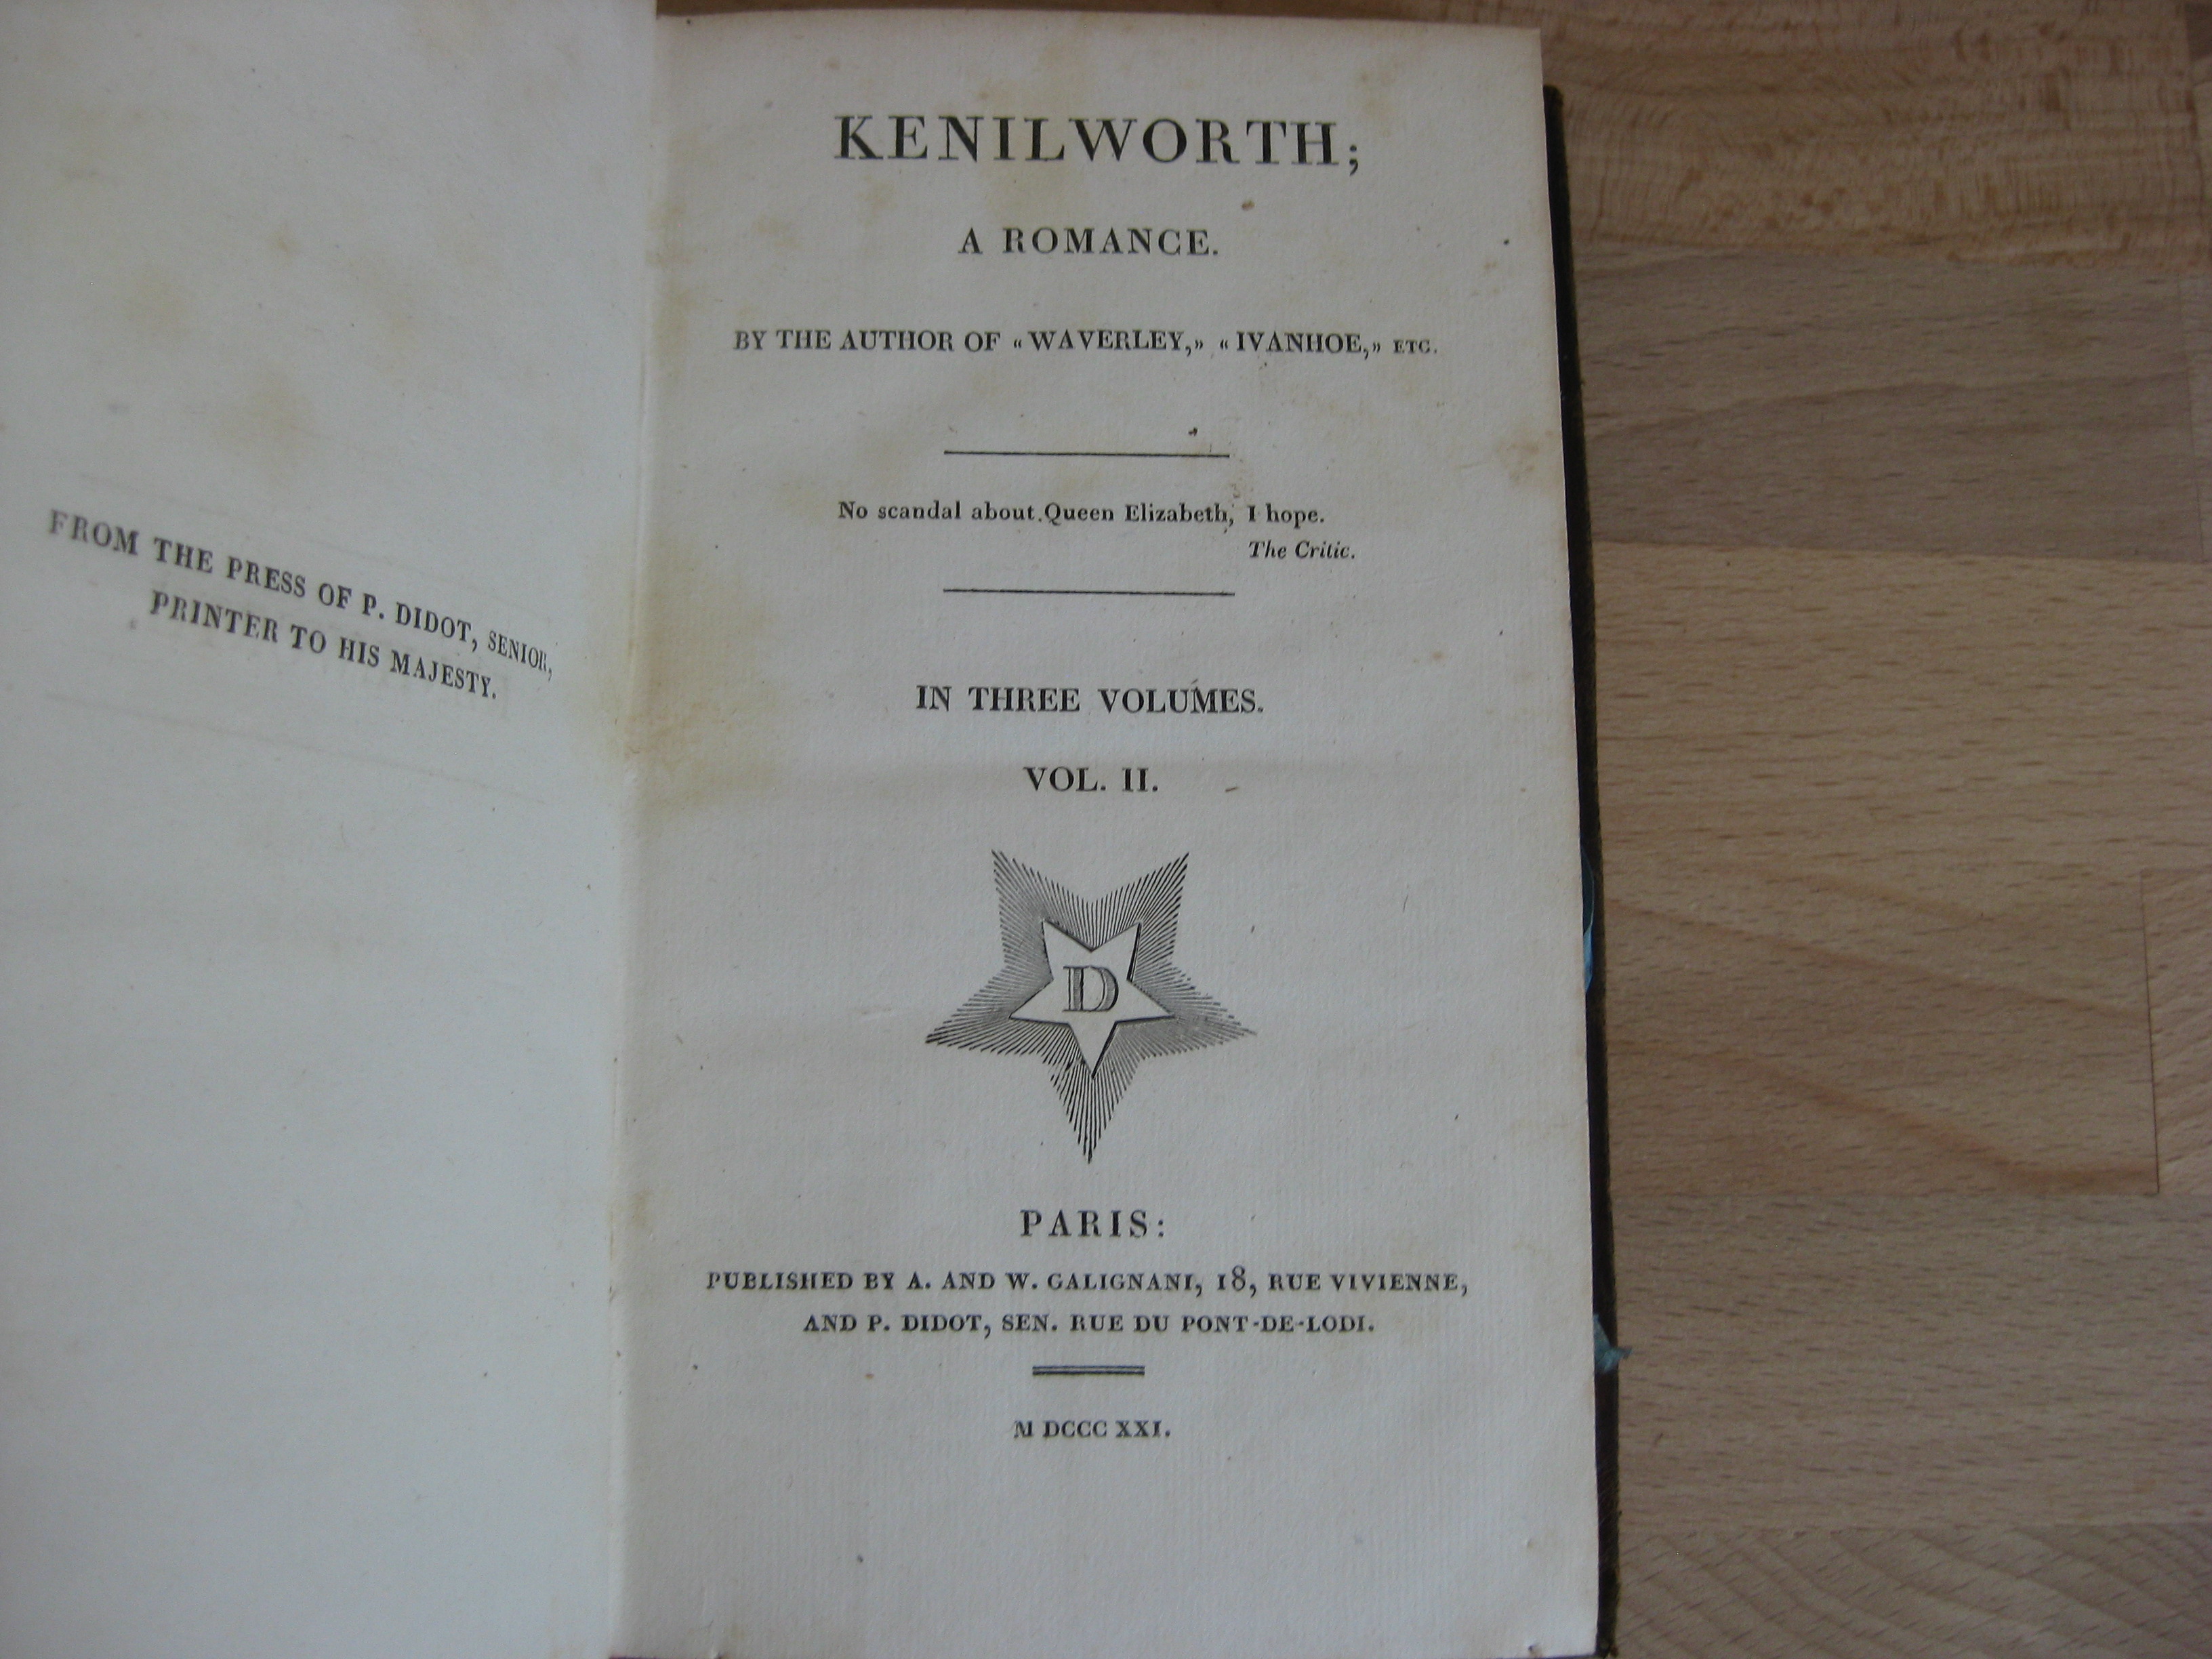 FROM THE PRESS OF P. DIDOT, SENIOR,
PRINTER TO HIS MAJESTY.
KENILWORTH;
A ROMANCE.
BY THE AUTHOR OF « WAVERLEY,» « IVANHOE,» ETC.
No scandal about Queen Elizabeth, I hope.
The Critic.
IN THREE VOLUMES.
VOL. II.
D
PARIS:
PUBLISHED BY A. AND W. GALIGNANI, 18, RUE VIVIENNE,
AND P. DIDOT, SEN. RUE DU PONT-DE-LODI.
M DCCC XXI.